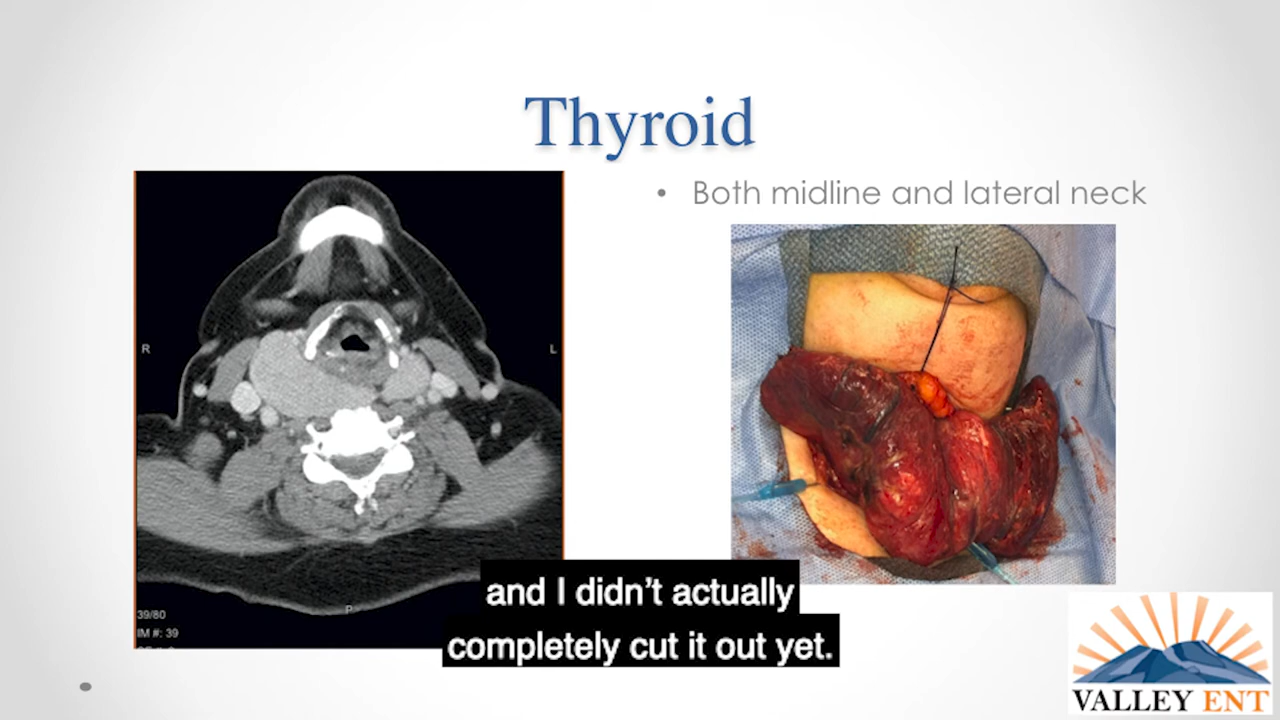 Thyroid
• Both midline and lateral neck
R
L
P
39/80
IM #: 39
and I didn't actually
completely cut it out yet.
VALLEY ENT